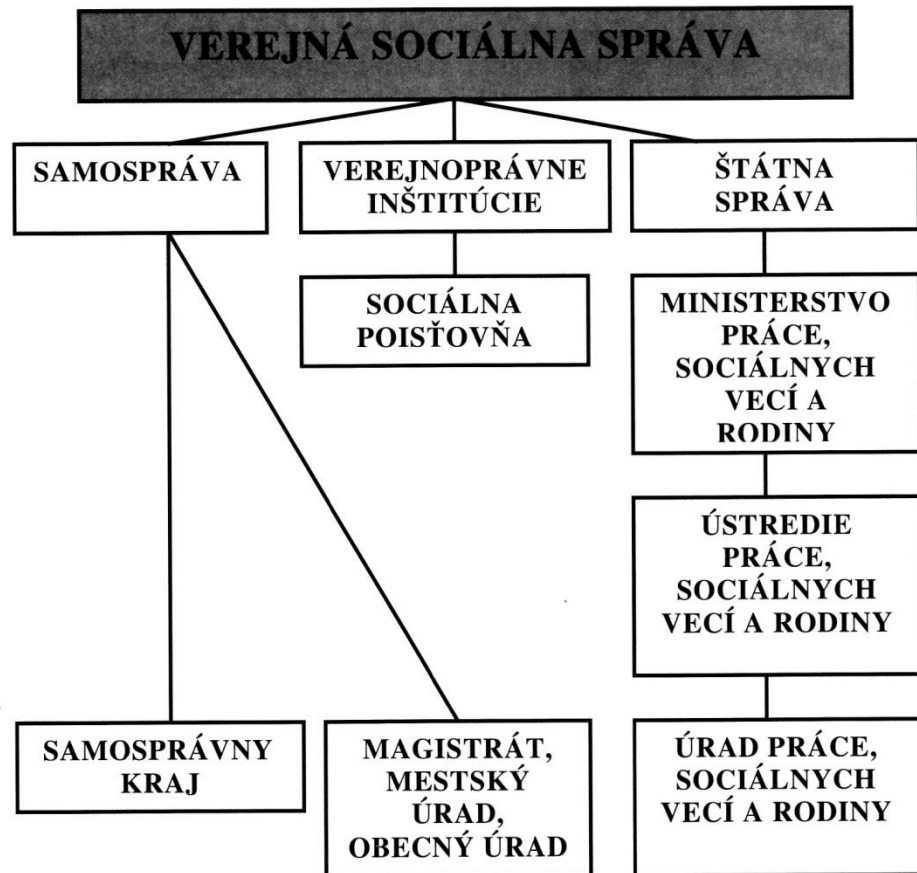 VEREJNÁ SOCIÁLNA SPRÁVA
SAMOSPRÁVA
VEREJNOPRÁVNE
INŠTITÚCIE
ŠTÁTNA
SPRÁVA
SOCIÁLNA
POISŤOVŇA
MINISTERSTVO
PRÁCE,
SOCIÁLNYCH
VECÍ A
RODINY
ÚSTREDIE
PRÁCE,
SOCIÁLNYCH
VECÍ A RODINY
SAMOSPRÁVNY
KRAJ
MAGISTRÁT,
MESTSKÝ
ÚRAD,
OBECNÝ ÚRAD
ÚRAD PRÁCE,
SOCIÁLNYCH
VECÍ A RODINY